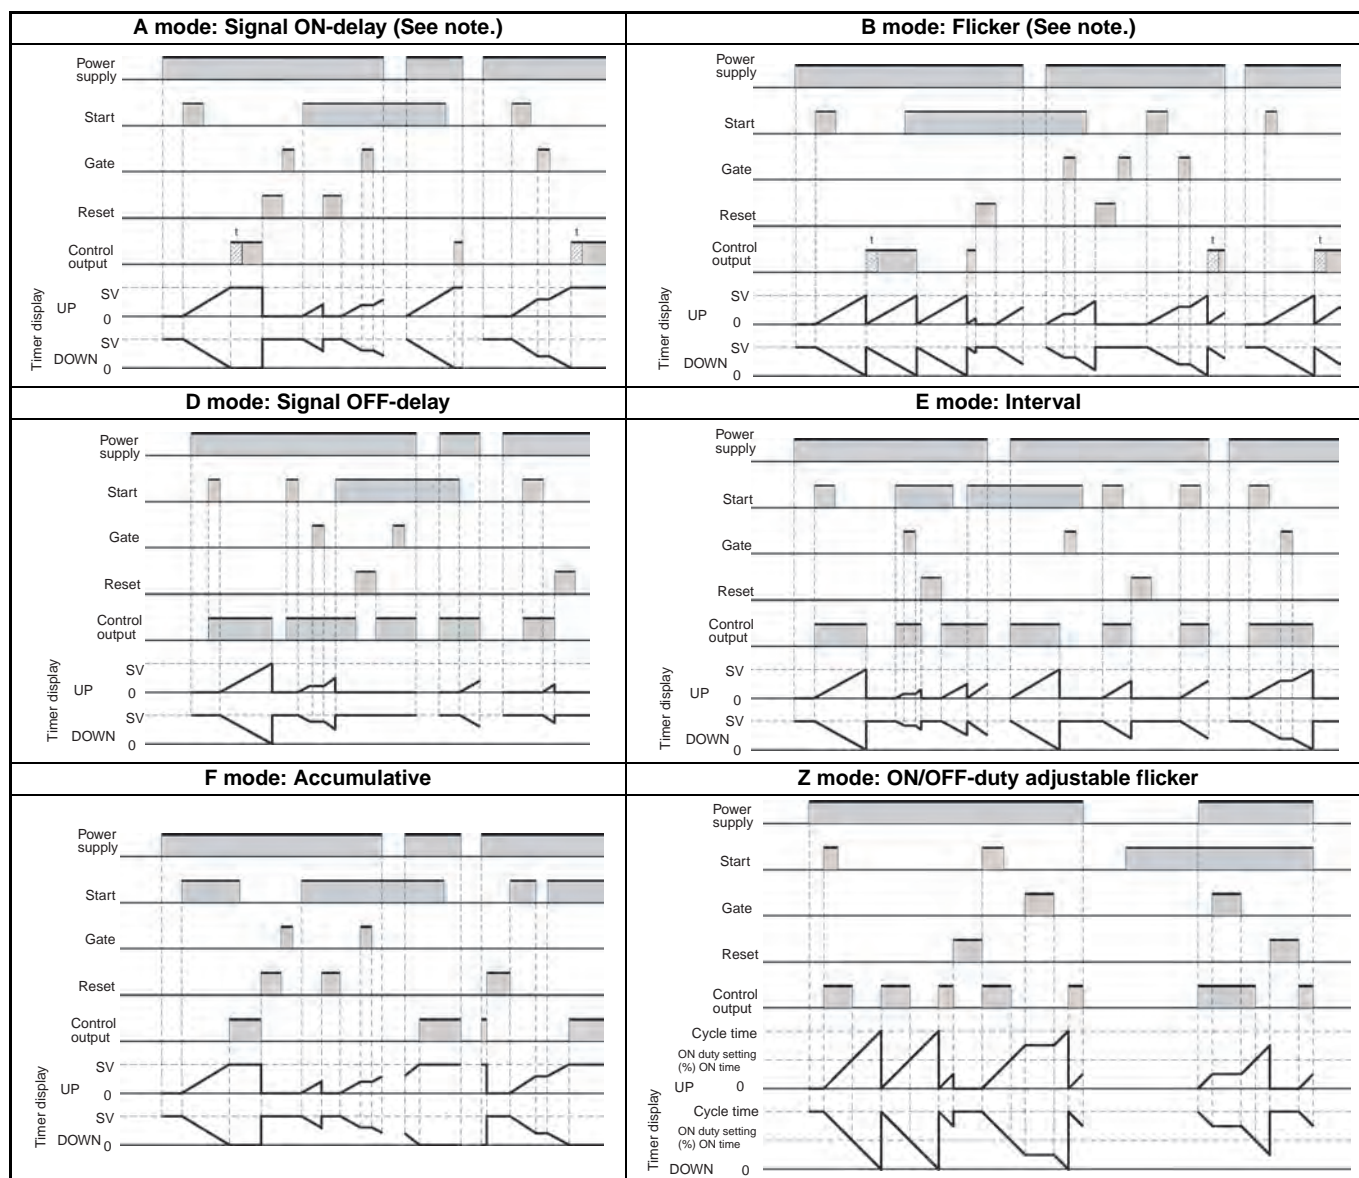 A mode: Signal ON-delay (See note.)
Power
supply
Start
Gate
Reset
Control
output
t
Timer display
UP
SV
0
DOWN
SV
0
B mode: Flicker (See note.)
Power
supply
Start
Gate
Reset
Control
output
t
t
t
Timer display
UP
SV
0
DOWN
SV
0
D mode: Signal OFF-delay
Power
supply
Start
Gate
Reset
Control
output
Timer display
UP
SV
0
DOWN
SV
0
E mode: Interval
Power
supply
Start
Gate
Reset
Control
output
Timer display
UP
SV
0
DOWN
SV
0
F mode: Accumulative
Power
supply
Start
Gate
Reset
Control
output
Timer display
UP
SV
0
DOWN
SV
0
Z mode: ON/OFF-duty adjustable flicker
Power
supply
Start
Gate
Reset
Control
output
Timer display
Cycle time
ON duty setting
(%) ON time
UP
0
Cycle time
ON duty setting
(%) ON time
DOWN
0
t